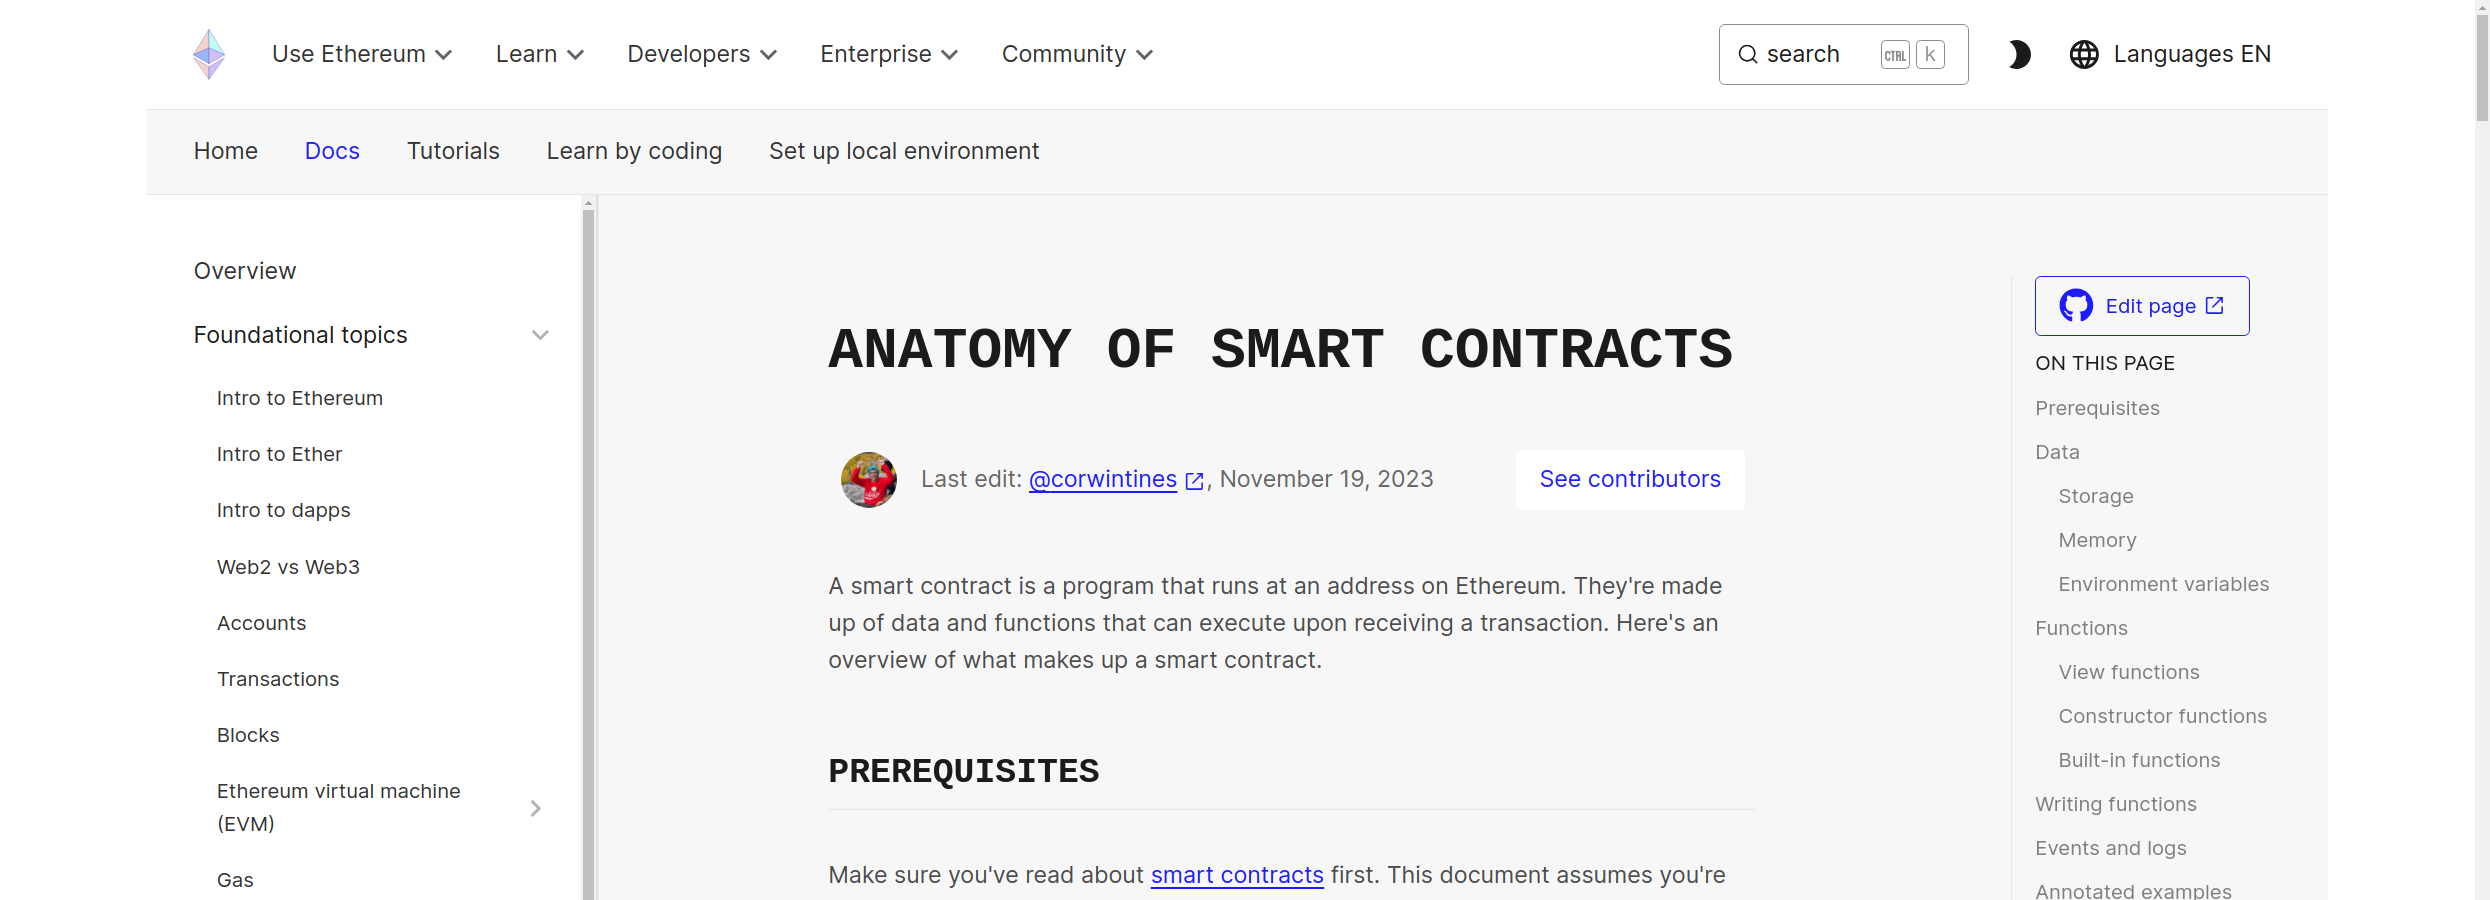 Use Ethereum Learn Developers Enterprise Community search CTRL k Languages EN
Home Docs Tutorials Learn by coding Set up local environment
Overview
Foundational topics
Intro to Ethereum
Intro to Ether
Intro to dapps
Web2 vs Web3
Accounts
Transactions
Blocks
Ethereum virtual machine
(EVM)
Gas
ANATOMY OF SMART CONTRACTS
Last edit: @corwintines, November 19, 2023
See contributors
A smart contract is a program that runs at an address on Ethereum. They're made
up of data and functions that can execute upon receiving a transaction. Here's an
overview of what makes up a smart contract.
PREREQUISITES
Make sure you've read about smart contracts first. This document assumes you're
Edit page
ON THIS PAGE
Prerequisites
Data
Storage
Memory
Environment variables
Functions
View functions
Constructor functions
Built-in functions
Writing functions
Events and logs
Annotated examples